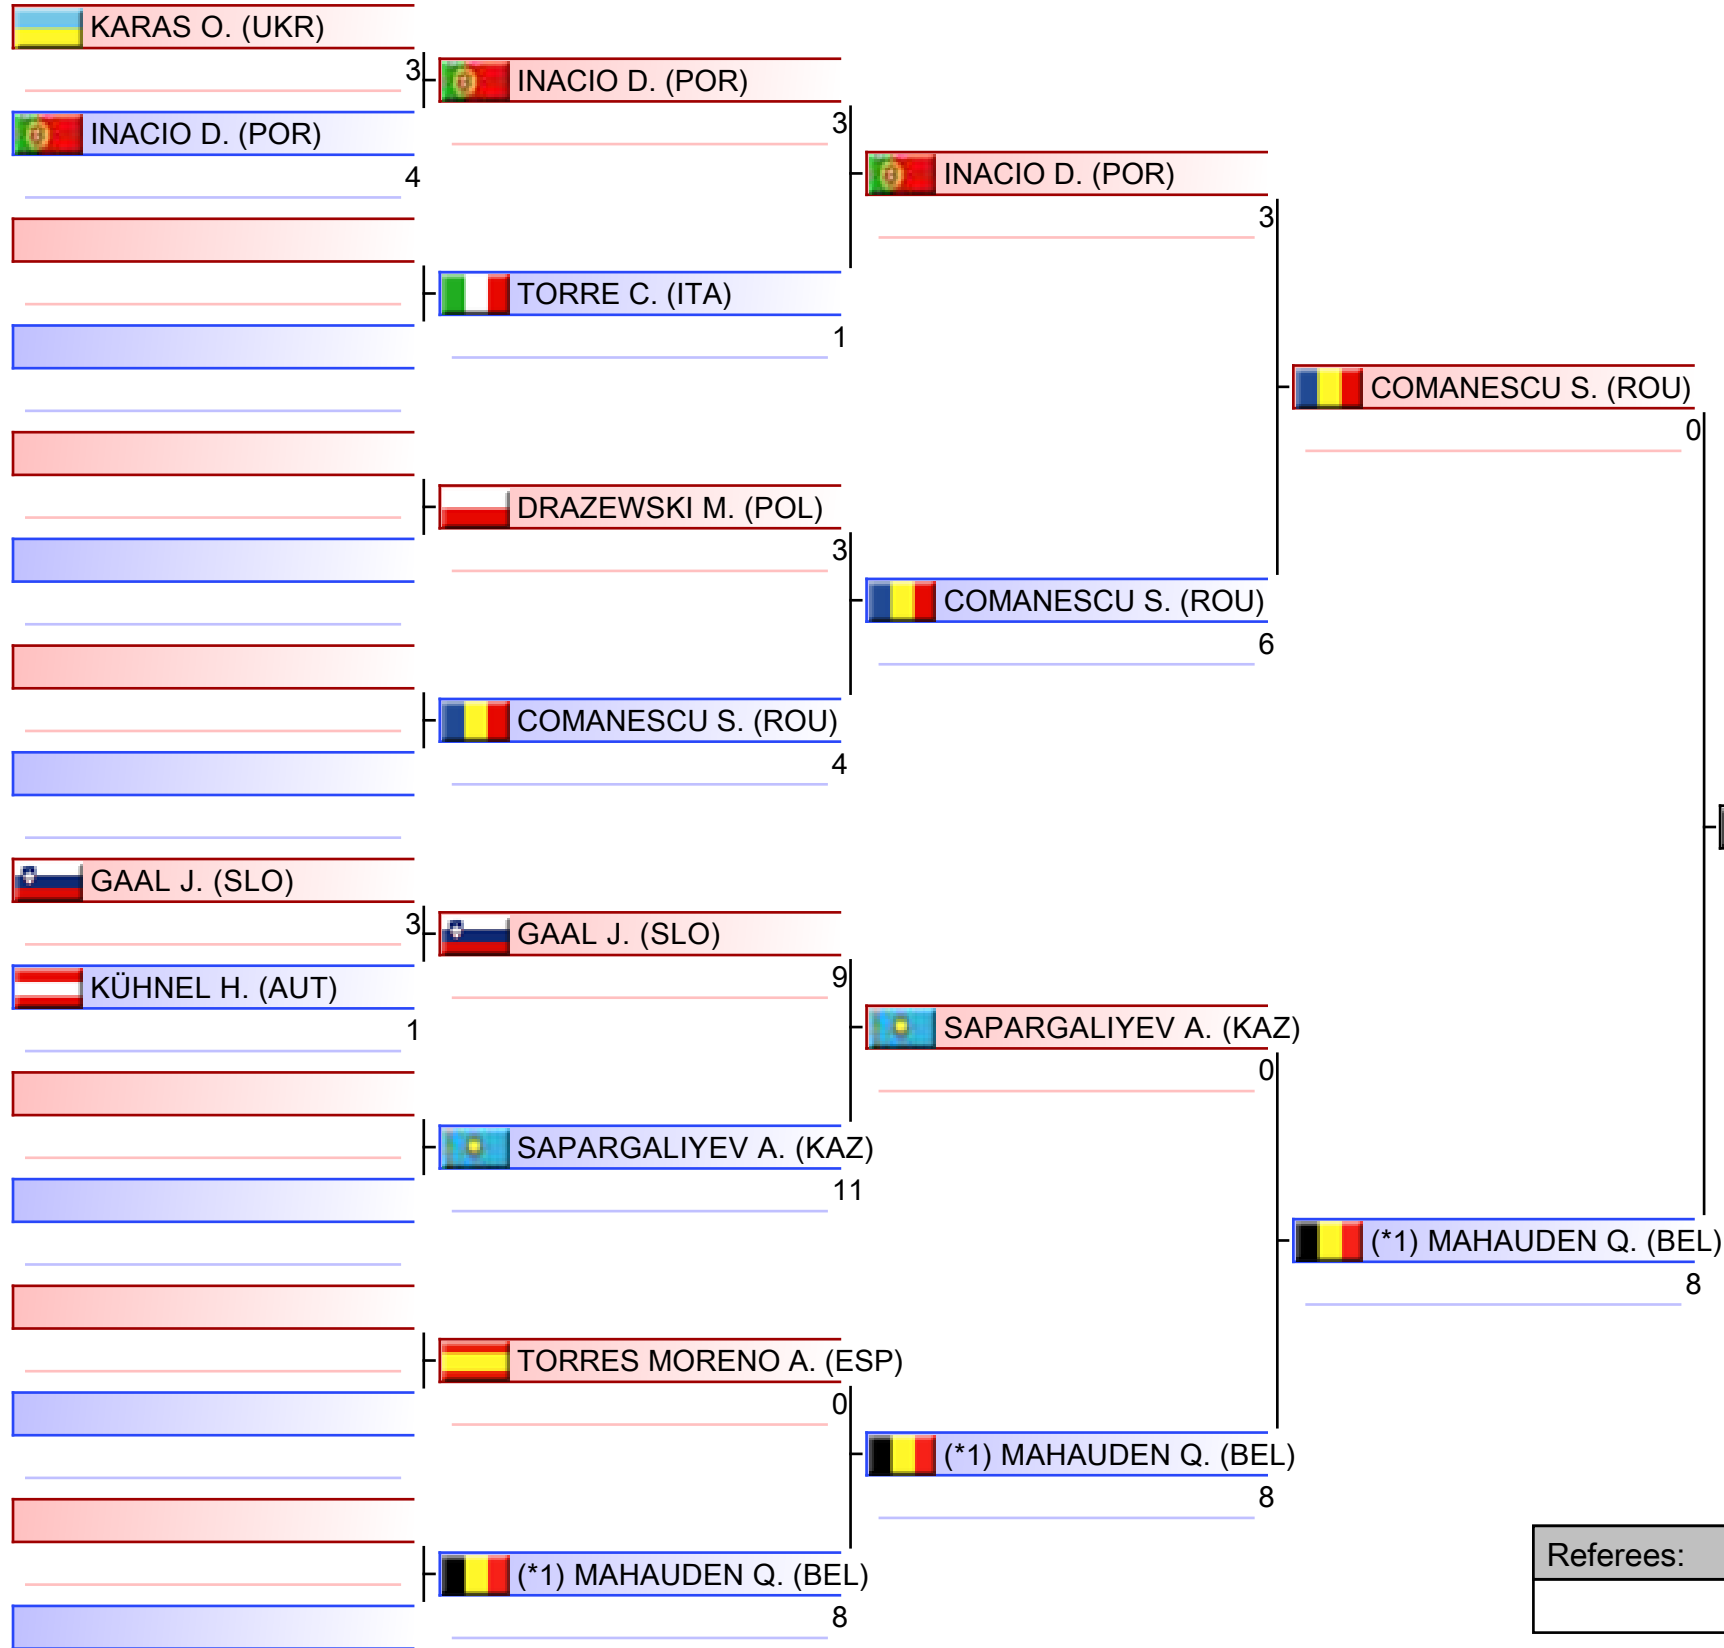 KARAS O. (UKR)
3
INACIO D. (POR)
4
GAAL J. (SLO)
3
KÜHNEL H. (AUT)
1
INACIO D. (POR)
3
TORRE C. (ITA)
1
DRAZEWSKI M. (POL)
3
COMANESCU S. (ROU)
4
GAAL J. (SLO)
9
SAPARGALIYEV A. (KAZ)
11
TORRES MORENO A. (ESP)
0
(*1) MAHAUDEN Q. (BEL)
8
INACIO D. (POR)
3
COMANESCU S. (ROU)
6
SAPARGALIYEV A. (KAZ)
0
(*1) MAHAUDEN Q. (BEL)
8
COMANESCU S. (ROU)
0
(*1) MAHAUDEN Q. (BEL)
8
Referees: